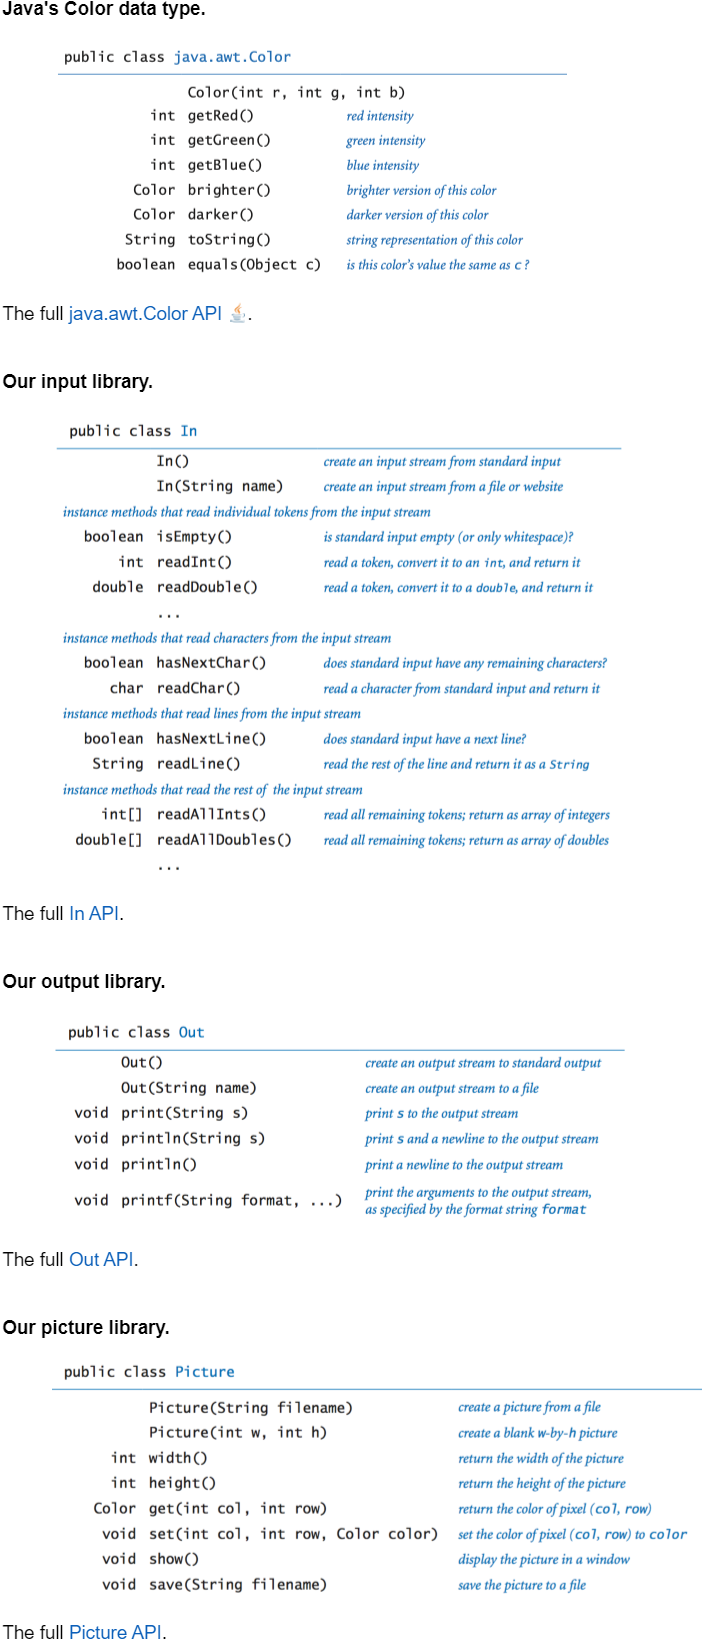 Java's Color data type.
public class java.awt.Color
Color(int r, int g, int b)
int getRed() red intensity
int getGreen() green intensity
int getBlue() blue intensity
Color brighter() brighter version of this color
Color darker() darker version of this color
String toString() string representation of this color
boolean equals(Object c) is this color's value the same as c ?
The full java.awt.Color API .
Our input library.
public class In
In() create an input stream from standard input
In(String name) create an input stream from a file or website
instance methods that read individual tokens from the input stream
boolean isEmpty() is standard input empty (or only whitespace)?
int readInt() read a token, convert it to an int, and return it
double readDouble() read a token, convert it to a double, and return it
...
instance methods that read characters from the input stream
boolean hasNextChar() does standard input have any remaining characters?
char readChar() read a character from standard input and return it
instance methods that read lines from the input stream
boolean hasNextLine() does standard input have a next line?
String readLine() read the rest of the line and return it as a String
instance methods that read the rest of the input stream
int[] readAllInts() read all remaining tokens; return as array of integers
double[] readAllDoubles() read all remaining tokens; return as array of doubles
...
The full In API.
Our output library.
public class Out
Out() create an output stream to standard output
Out(String name) create an output stream to a file
void print(String s) print s to the output stream
void println(String s) print s and a newline to the output stream
void println() print a newline to the output stream
void printf(String format, ...) print the arguments to the output stream,
as specified by the format string format
The full Out API.
Our picture library.
public class Picture
Picture(String filename) create a picture from a file
Picture(int w, int h) create a blank w-by-h picture
int width() return the width of the picture
int height() return the height of the picture
Color get(int col, int row) return the color of pixel (col, row)
void set(int col, int row, Color color) set the color of pixel (col, row) to color
void show() display the picture in a window
void save(String filename) save the picture to a file
The full Picture API.